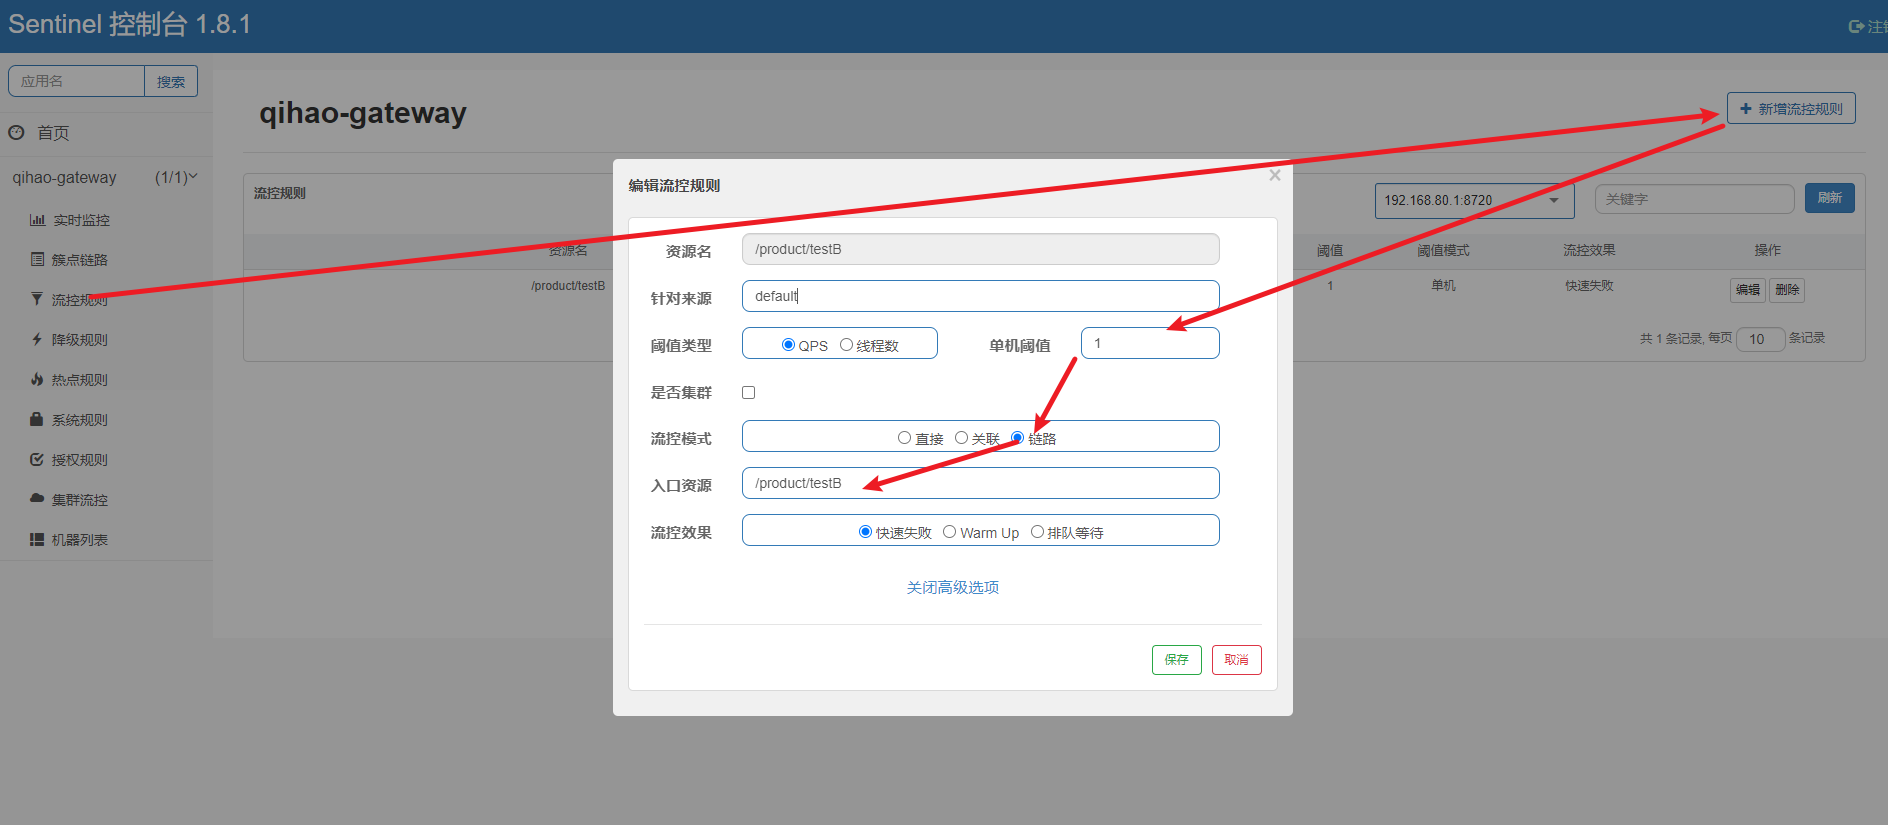 Sentinel 控制台 1.8.1
注销
应用名
搜索
首页
qihao-gateway
(1/1)
实时监控
簇点链路
流控规则
降级规则
热点规则
系统规则
授权规则
集群流控
机器列表
qihao-gateway
新增流控规则
流控规则
192.168.80.1:8720
关键字
刷新
资源名
阈值
阈值模式
流控效果
操作
/product/testB
1
单机
快速失败
编辑
删除
共 1 条记录, 每页 10 条记录
编辑流控规则
×
资源名
/product/testB
针对来源
default
阈值类型
QPS 线程数
单机阈值
1
是否集群
流控模式
直接 关联 链路
入口资源
/product/testB
流控效果
快速失败 Warm Up 排队等待
关闭高级选项
保存
取消